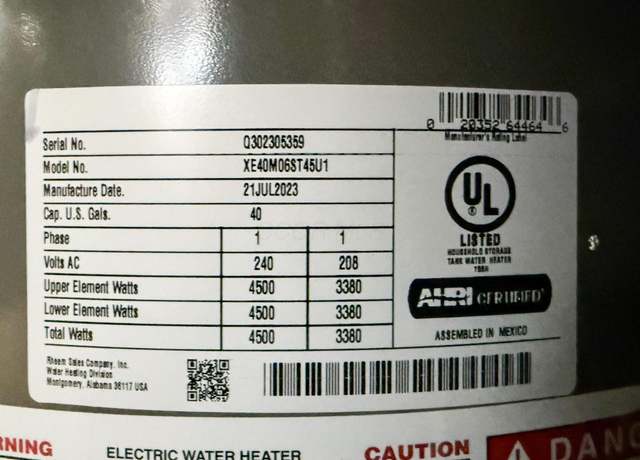 0 20352 64464 6
Manufacturer's Rating Label
Serial No. Q302305359
Model No. XE40M06ST45U1
Manufacture Date. 21JUL2023
Cap. U.S. Gals. 40
Phase 1 1
Volts AC 240 208
Upper Element Watts 4500 3380
Lower Element Watts 4500 3380
Total Watts 4500 3380
UL
®
LISTED
HOUSEHOLD STORAGE
TANK WATER HEATER
AHRI CERTIFIED
ASSEMBLED IN MEXICO
Rheem Sales Company, Inc.
Water Heating Division
Montgomery, Alabama 36117 USA
ELECTRIC WATER HEATER
CAUTION